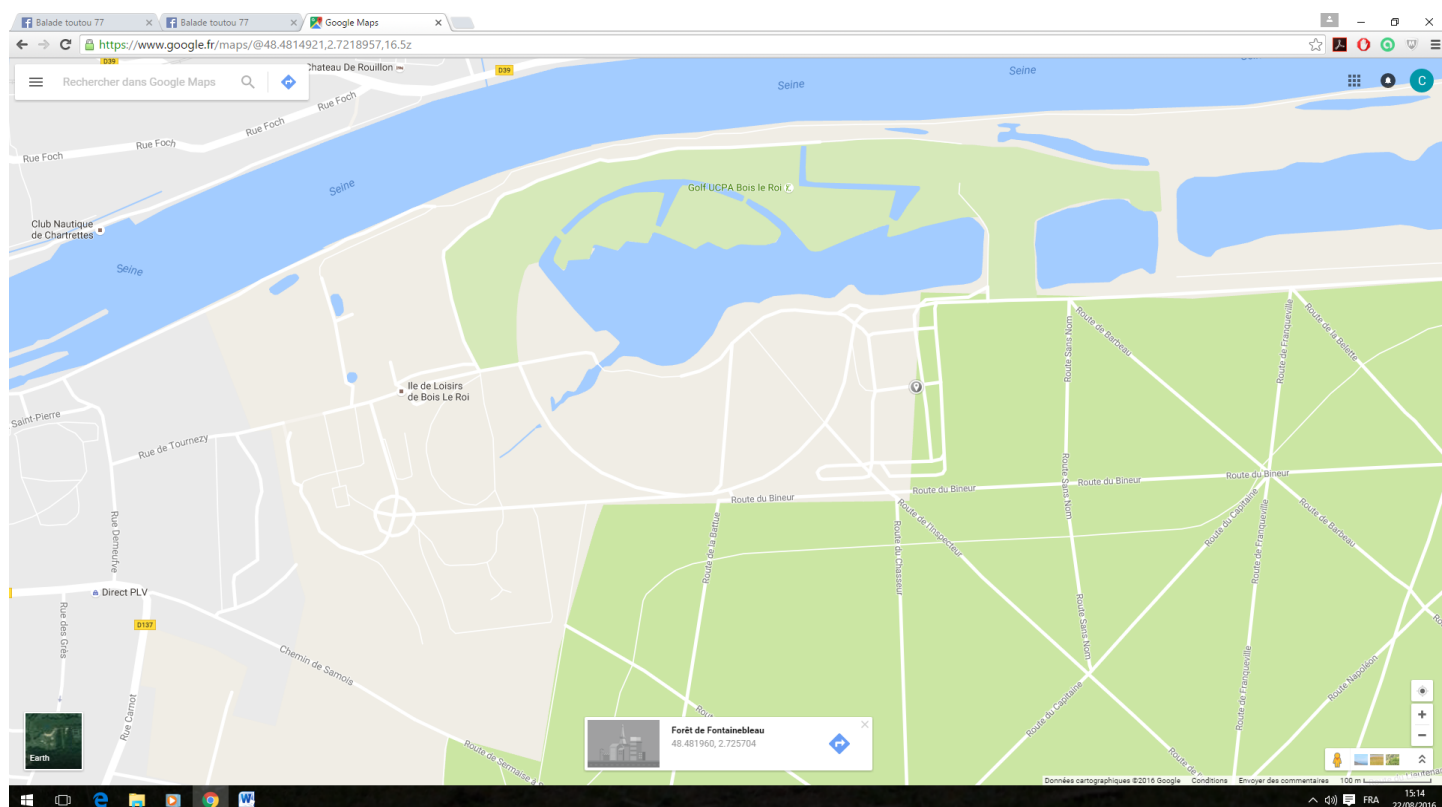 Balade toutou 77
Balade toutou 77
Google Maps
https://www.google.fr/maps/@48.4814921,2.7218957,16.5z
Rechercher dans Google Maps
C
D39
Chateau De Rouillon
D39
Seine
Seine
Rue Foch
Rue Foch
Rue Foch
Rue Foch
Seine
Golf UCPA Bois le Roi
Club Nautique
de Chartrettes
Seine
Route de Barbeau
Route Sans Nom
Route de Franqueville
Route de la Belette
Ile de Loisirs
de Bois Le Roi
Saint-Pierre
Rue de Tournezy
Route du Bineur
Route du Bineur
Route du Bineur
Route du Bineur
Route Sans Nom
Route de la Battue
Route de l'Inspecteur
Route du Chasseur
Route du Capitaine
Route de Franqueville
Route de Barbeau
Rue Demeufve
Direct PLV
Rue des Grès
D137
Route Sans Nom
Chemin de Samois
Route Napoléon
Route de Franqueville
Rue Carnot
Route du Capitaine
Forêt de Fontainebleau
48.481960, 2.725704
Earth
Données cartographiques ©2016 Google Conditions Envoyer des commentaires 100 m
FRA
15:14
22/08/2016